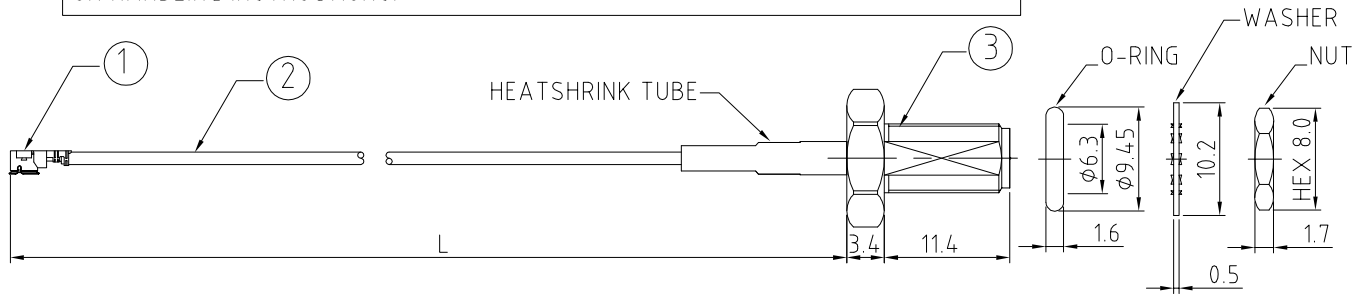 WASHER
1
2
3
O-RING
NUT
HEATSHRINK TUBE
φ6.3
φ9.45
10.2
HEX 8.0
L
3.4
11.4
1.6
1.7
0.5